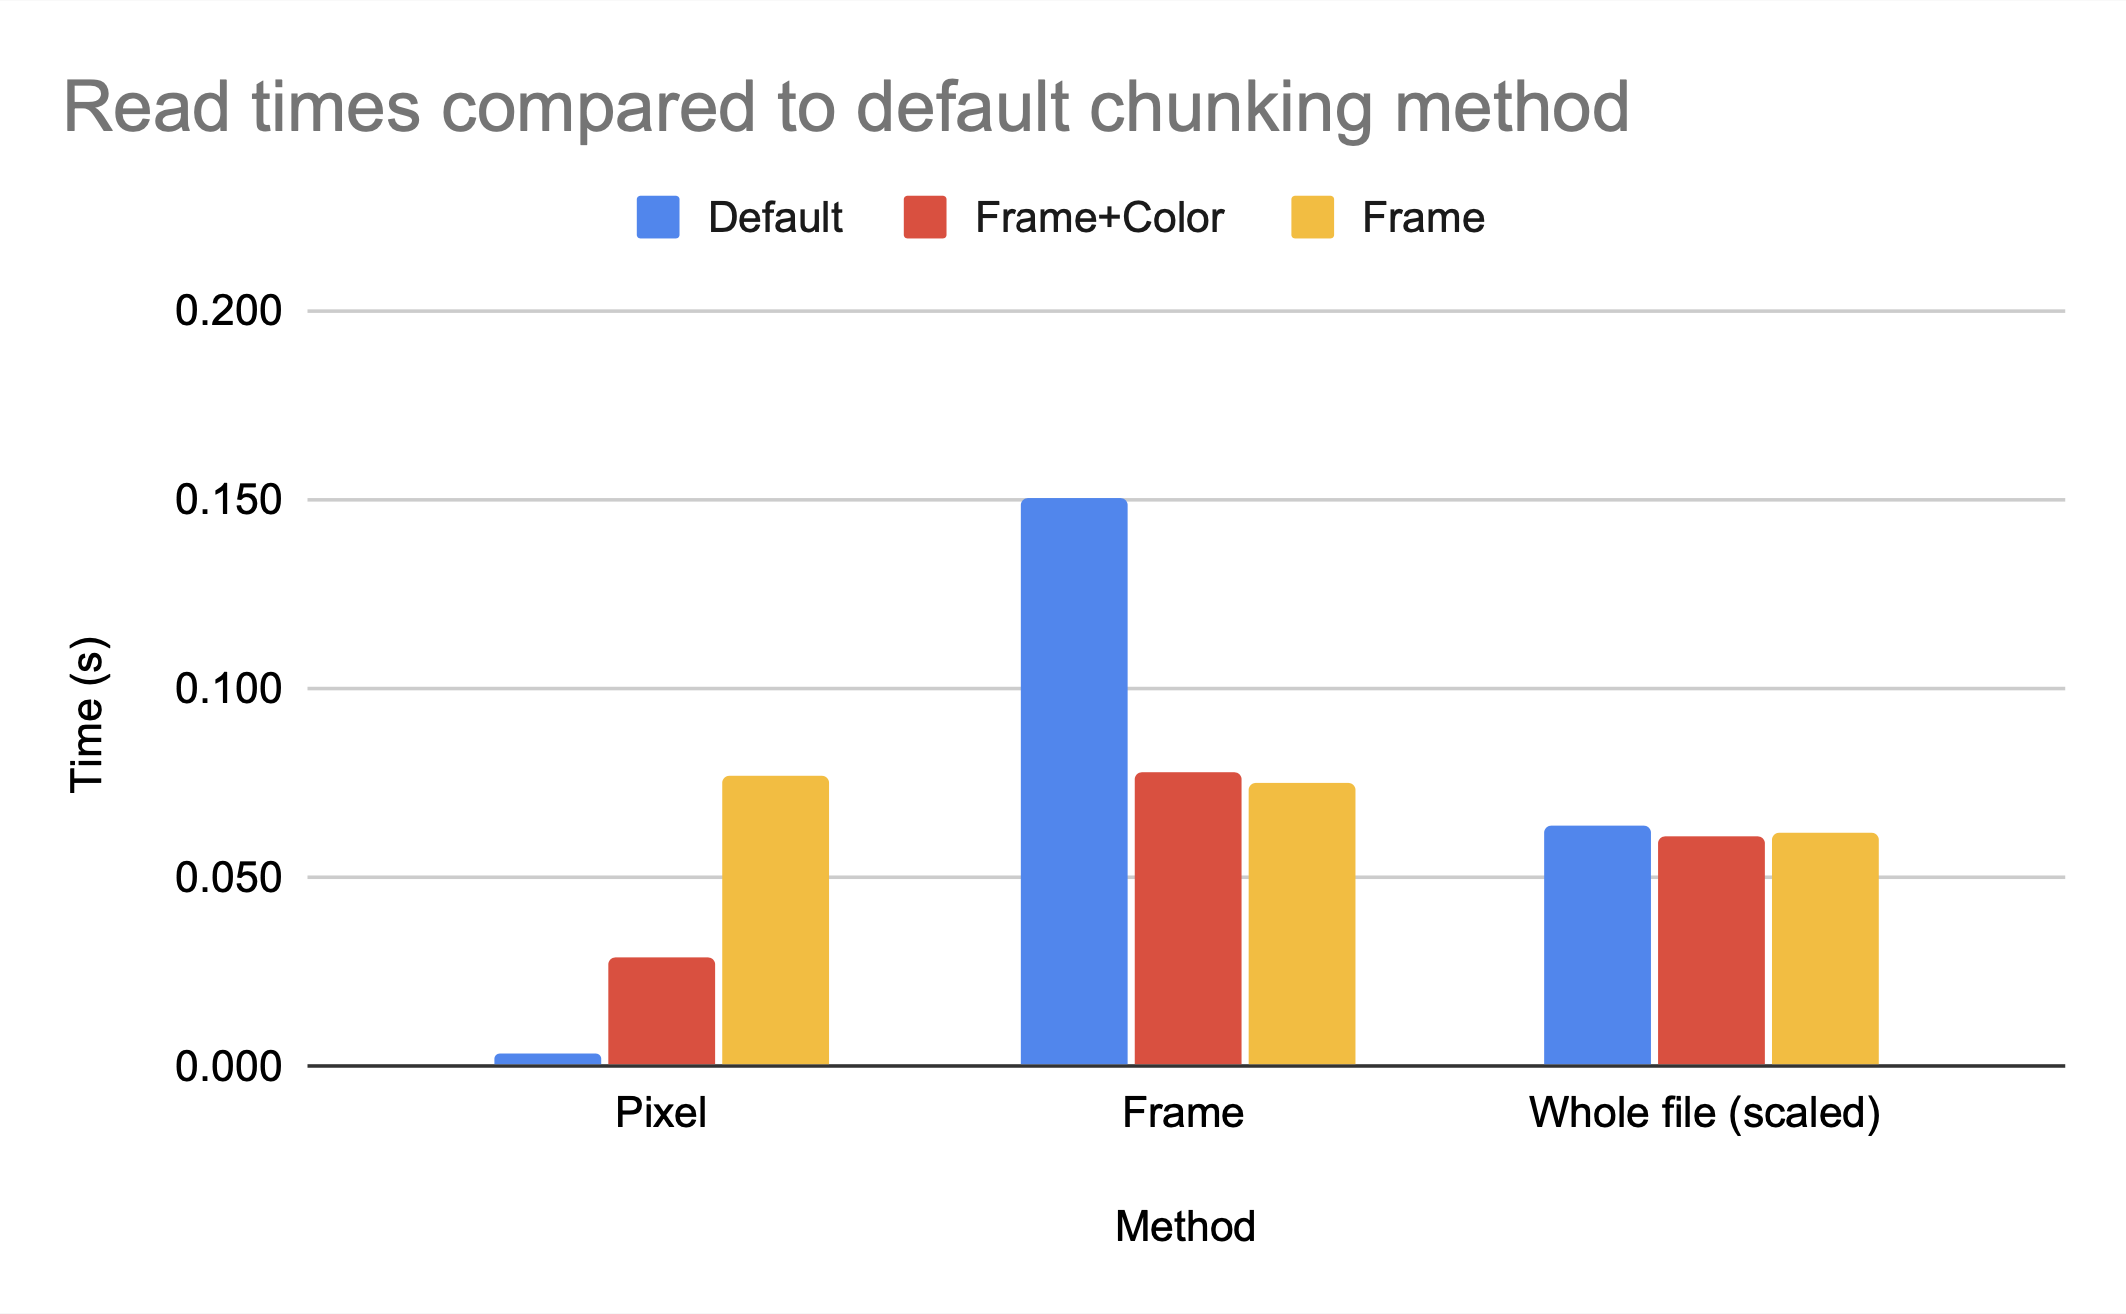 Read times compared to default chunking method
Default Frame+Color Frame
0.200
0.150
0.100
0.050
0.000
Time (s)
Pixel Frame Whole file (scaled)
Method